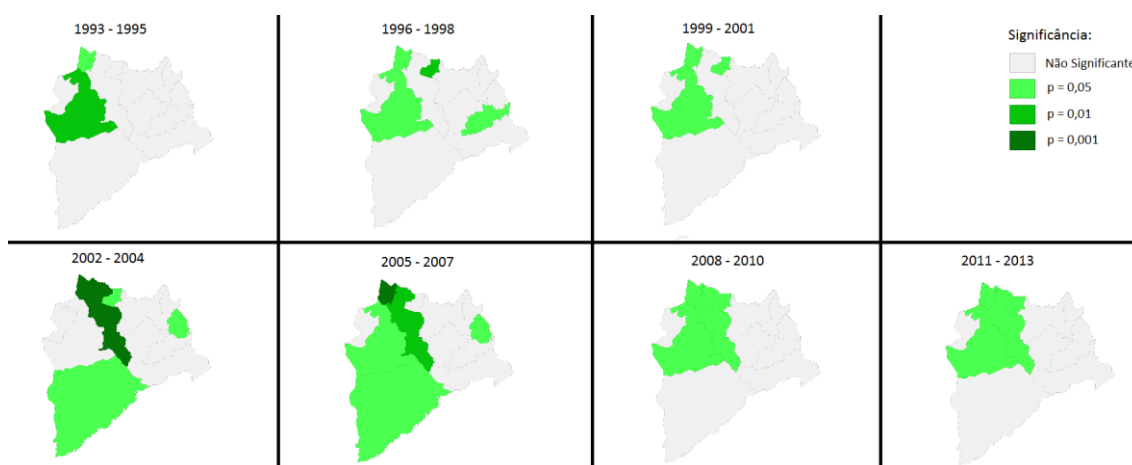 1993 - 1995
1996 - 1998
1999 - 2001
Significância:
Não Significante
p = 0,05
p = 0,01
p = 0,001
2002 - 2004
2005 - 2007
2008 - 2010
2011 - 2013